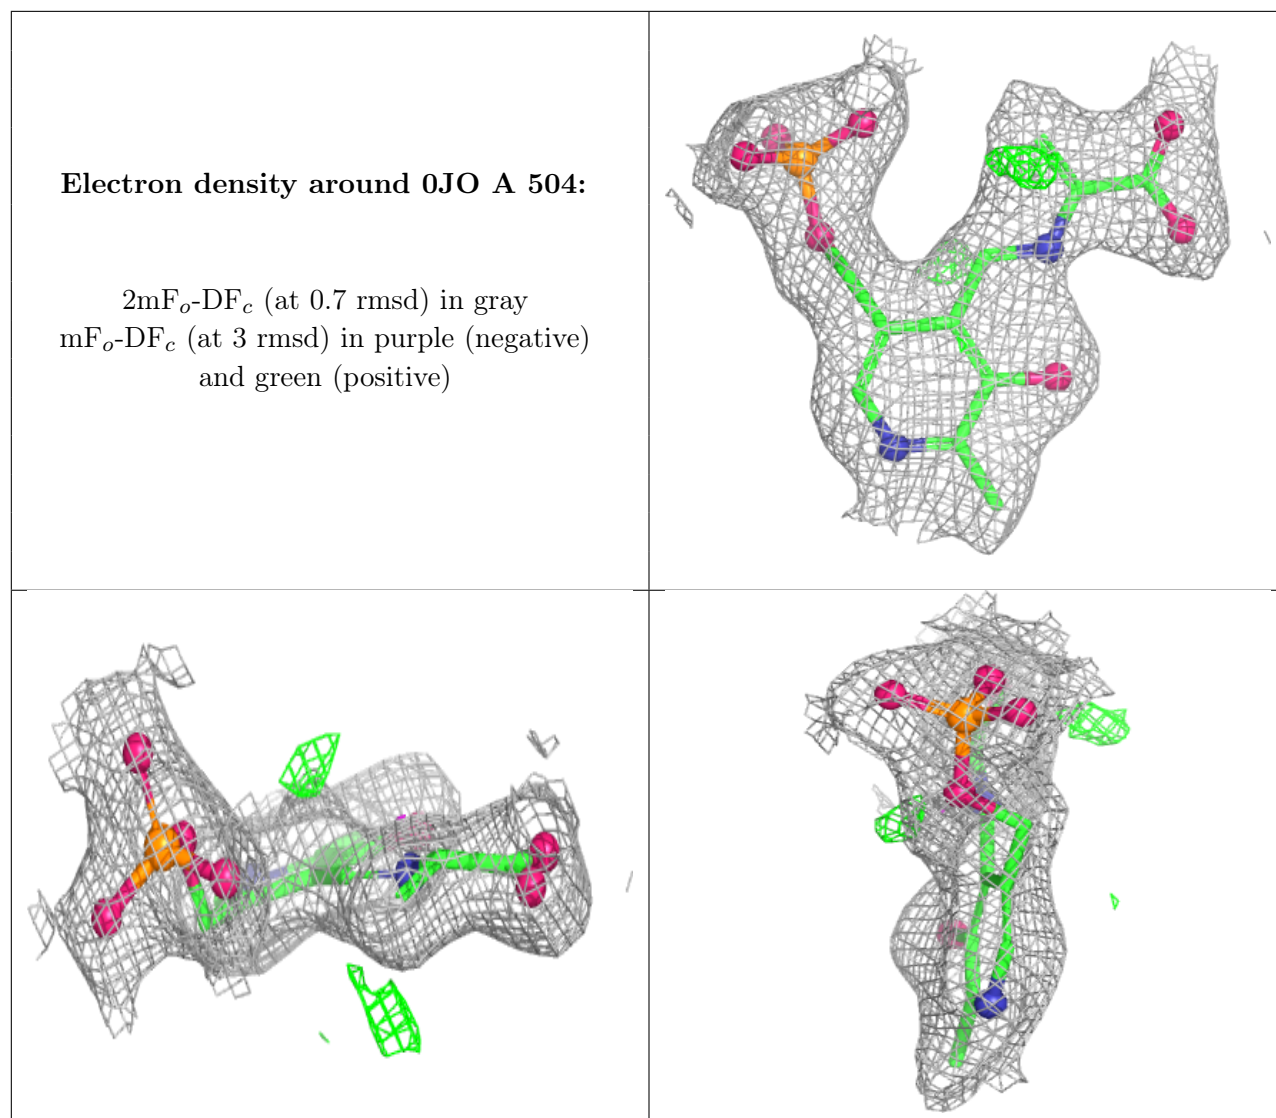 Electron density around 0JO A 504:
2mFo-DFc (at 0.7 rmsd) in gray
mFo-DFc (at 3 rmsd) in purple (negative)
and green (positive)